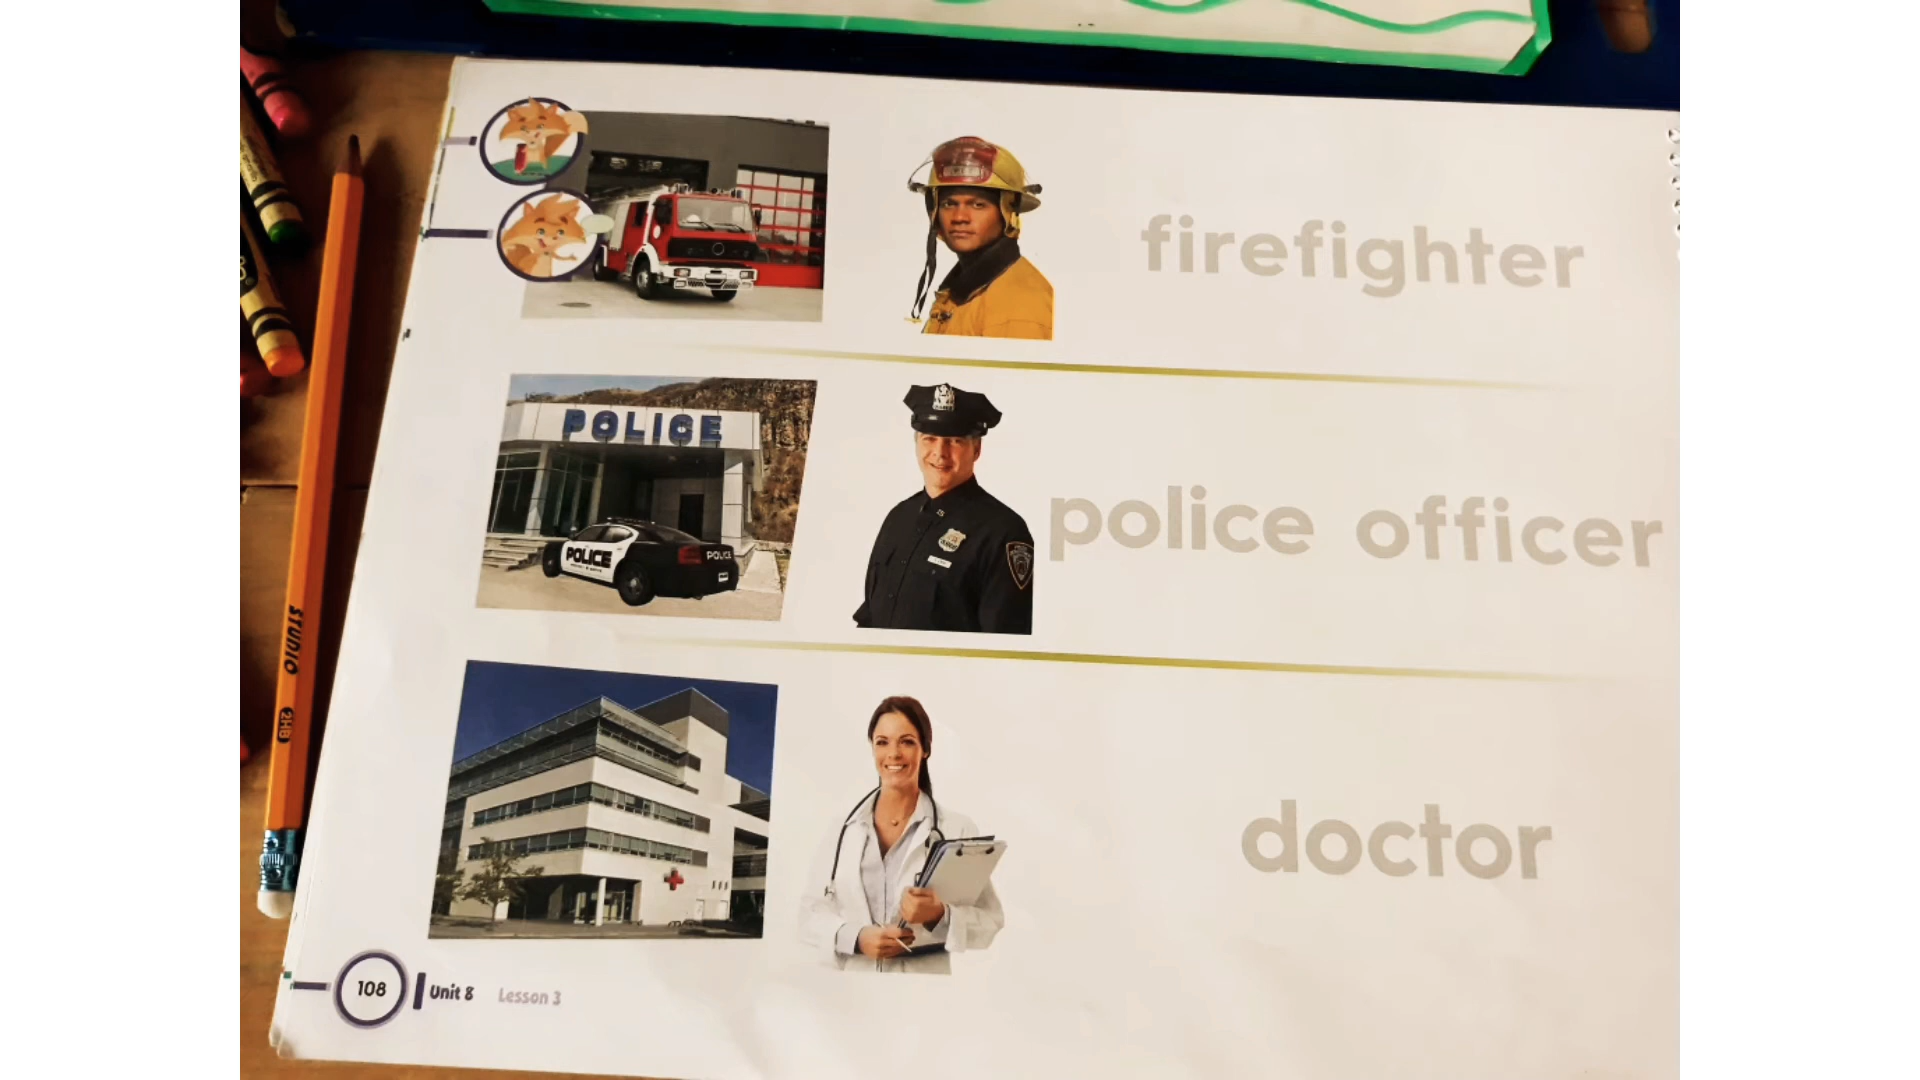 firefighter
POLICE
POLICE
POLICE
police officer
doctor
108 Unit 8 Lesson 3
STUDIO
2HB